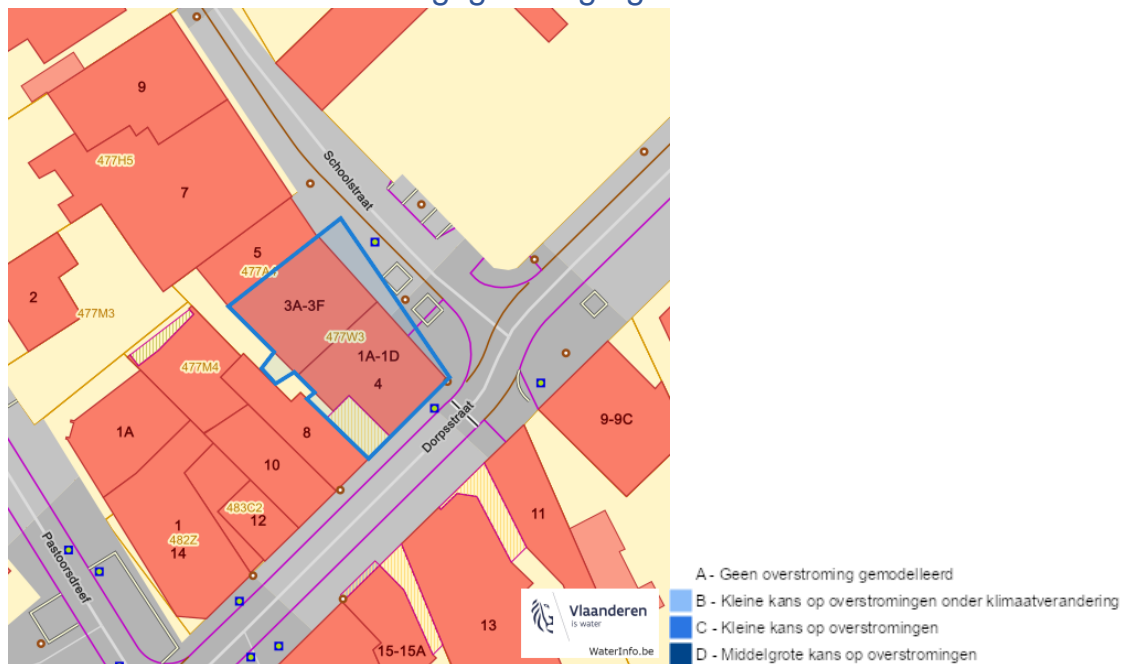 9
477H5
7
Schoolstraat
5
477A4
2
3A-3F
477M3
477W3
1A-1D
477M4
4
1A
8
9-9C
Dorpsstraat
10
483C2
12
11
1
482Z
14
Pastoorsdreef
13
15-15A
Vlaanderen
is water
WaterInfo.be
A - Geen overstroming gemodelleerd
B - Kleine kans op overstromingen onder klimaatverandering
C - Kleine kans op overstromingen
D - Middelgrote kans op overstromingen